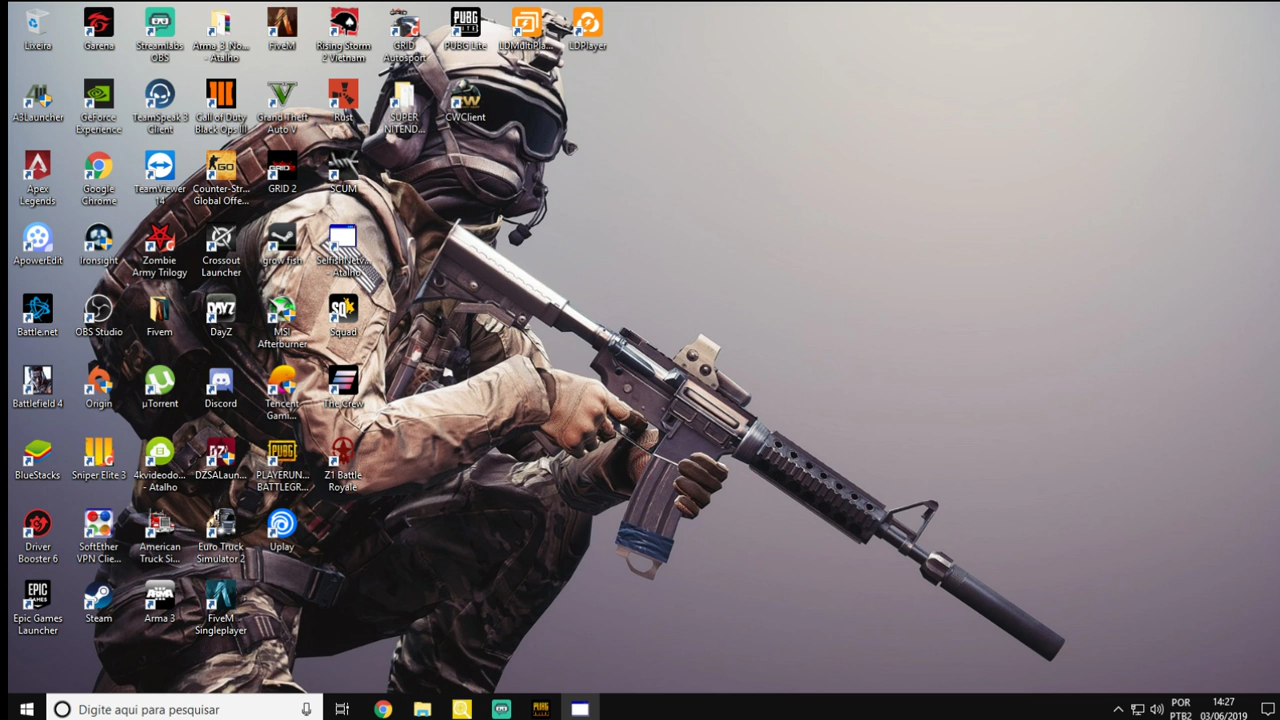 Lixeira
Garena
Streamlabs
OBS
Arma_3_No...
- Atalho
FiveM
Rising Storm
2 Vietnam
GRID
Autosport
PUBG Lite
LDMultiPla...
LDPlayer
A3Launcher
GeForce
Experience
TeamSpeak 3
Client
Call of Duty
Black Ops III
Grand Theft
Auto V
Rust
SUPER
NITEND...
CWClient
Apex
Legends
Google
Chrome
TeamViewer
14
Counter-Str...
Global Offe...
GRID 2
SCUM
ApowerEdit
Ironsight
Zombie
Army Trilogy
Crossout
Launcher
grow fish
SelfishNetv...
- Atalho
Battle.net
OBS Studio
Fivem
DayZ
MSI
Afterburner
Squad
Battlefield 4
Origin
µTorrent
Discord
Tencent
Gami...
The Crew
BlueStacks
Sniper Elite 3
4kvideodo...
- Atalho
DZSALaun...
PLAYERUN...
BATTLEGR...
Z1 Battle
Royale
Driver
Booster 6
SoftEther
VPN Clie...
American
Truck Si...
Euro Truck
Simulator 2
Uplay
Epic Games
Launcher
Steam
Arma 3
FiveM
Singleplayer
Digite aqui para pesquisar
POR
PTB2
14:27
03/06/2019